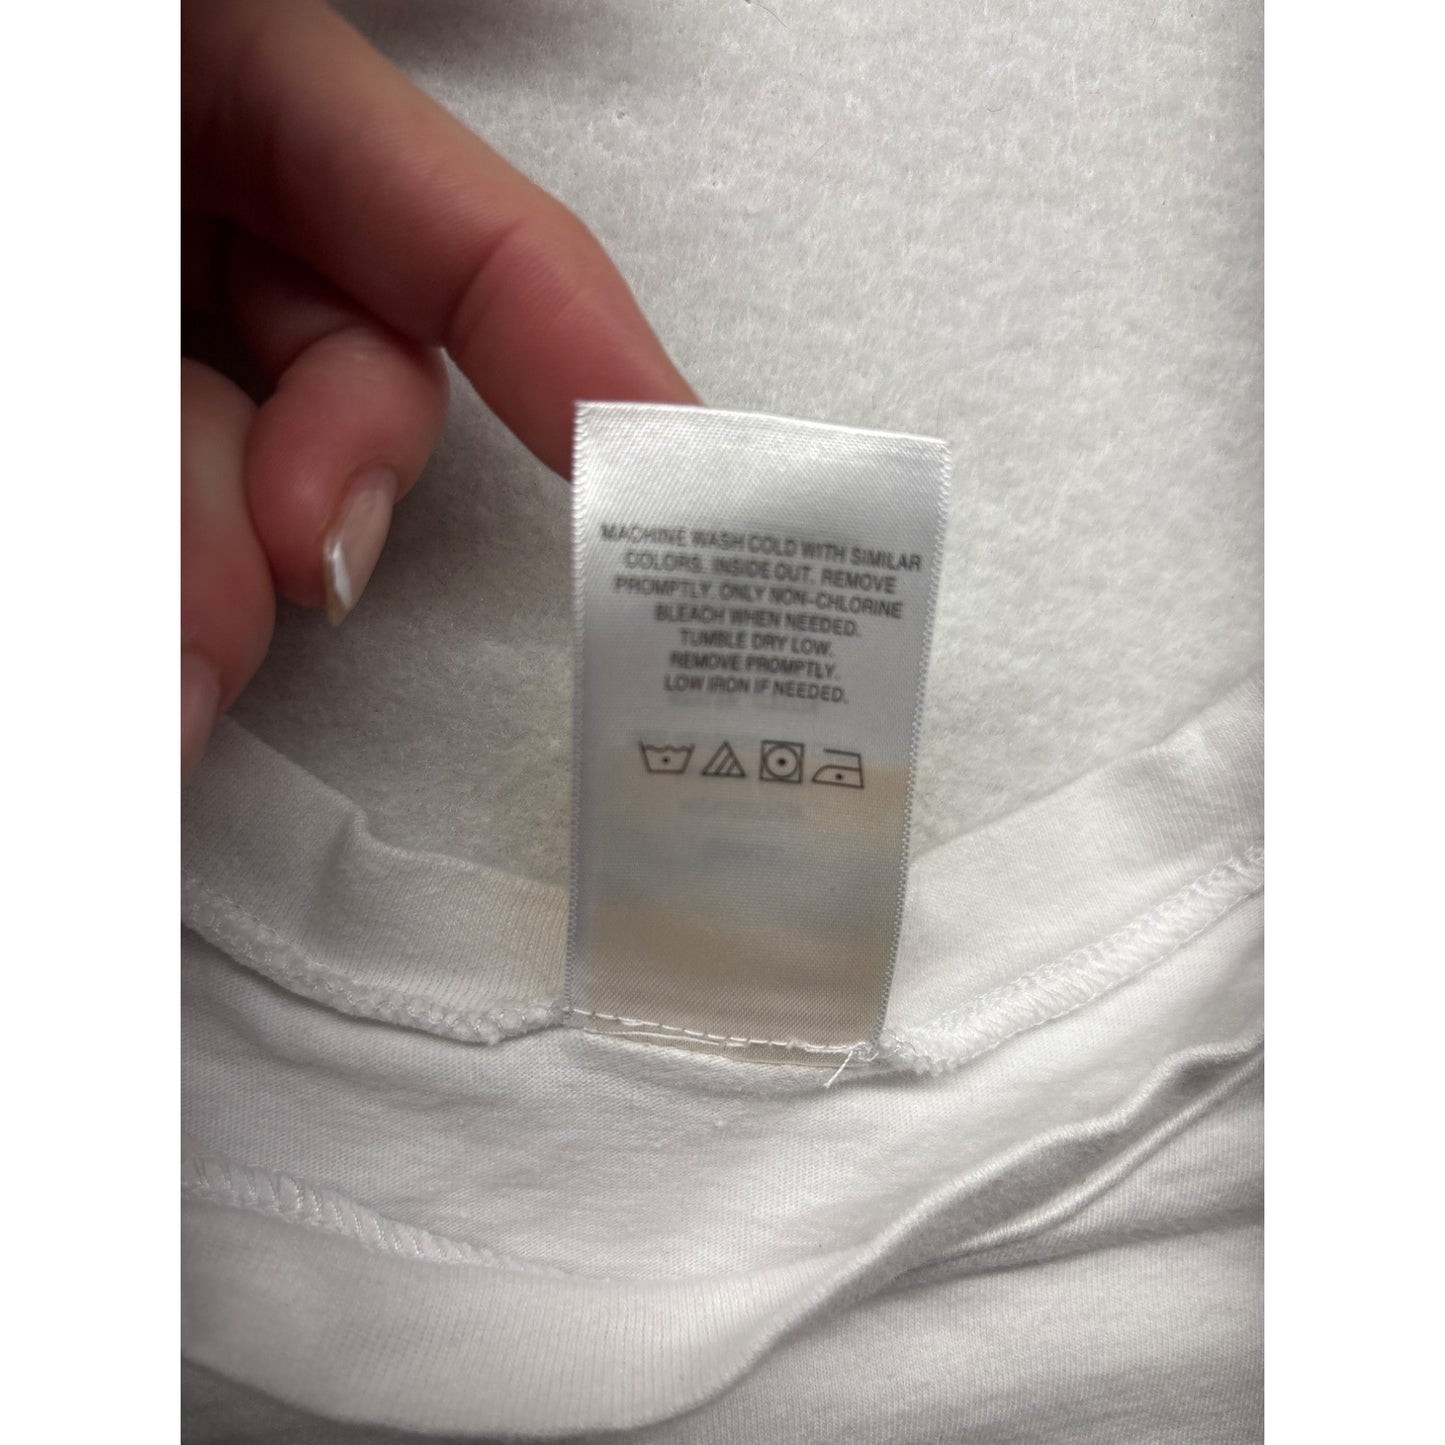 MACHINE WASH COLD WITH SIMILAR
COLORS. INSIDE OUT. REMOVE
PROMPTLY. ONLY NON-CHLORINE
BLEACH WHEN NEEDED.
TUMBLE DRY LOW.
REMOVE PROMPTLY.
LOW IRON IF NEEDED.